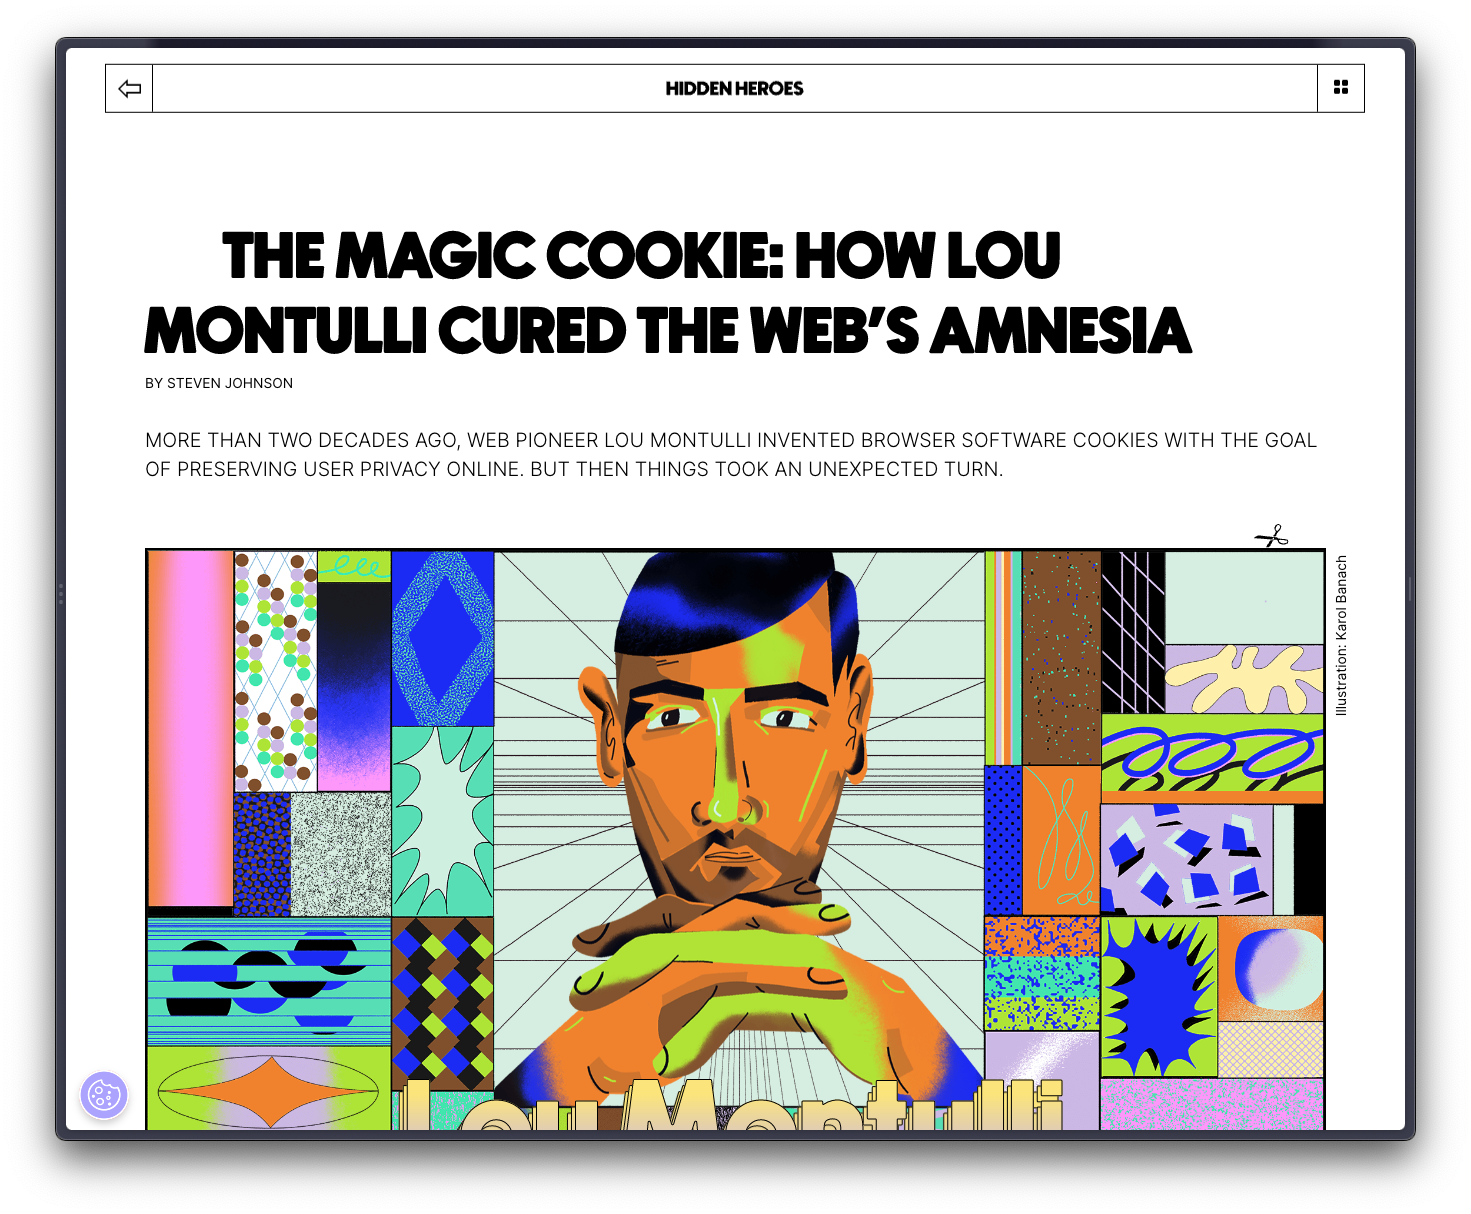 HIDDEN HEROES
THE MAGIC COOKIE: HOW LOU
MONTULLI CURED THE WEB’S AMNESIA
BY STEVEN JOHNSON
MORE THAN TWO DECADES AGO, WEB PIONEER LOU MONTULLI INVENTED BROWSER SOFTWARE COOKIES WITH THE GOAL
OF PRESERVING USER PRIVACY ONLINE. BUT THEN THINGS TOOK AN UNEXPECTED TURN.
Illustration: Karol Banach
Lou Montulli